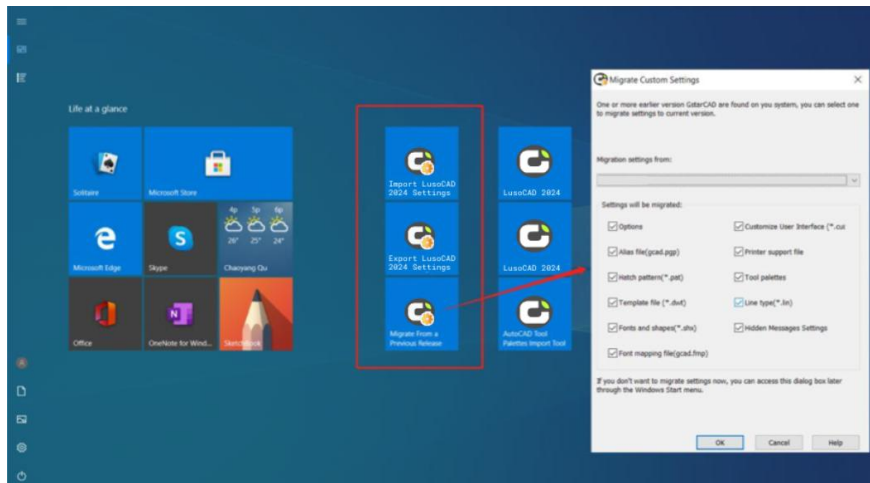 Life at a glance
Solitaire
Microsoft Store
Microsoft Edge
Skype
4p 5p 6p
26° 25° 24°
Chaoyang Qu
Office
OneNote for Wind...
Sketchbook
Import LusoCAD
2024 Settings
Export LusoCAD
2024 Settings
Migrate From a
Previous Release
LusoCAD 2024
LusoCAD 2024
AutoCAD Tool
Palettes Import Tool
Migrate Custom Settings
One or more earlier version GstarCAD are found on you system, you can select one
to migrate settings to current version.
Migration settings from:
Settings will be migrated:
Options
Customize User Interface (*.cui
Alias file(gcad.pgp)
Printer support file
Hatch pattern(*.pat)
Tool palettes
Template file (*.dwt)
Line type(*.lin)
Fonts and shapes(*.shx)
Hidden Messages Settings
Font mapping file(gcad.fmp)
If you don't want to migrate settings now, you can access this dialog box later
through the Windows Start menu.
OK
Cancel
Help